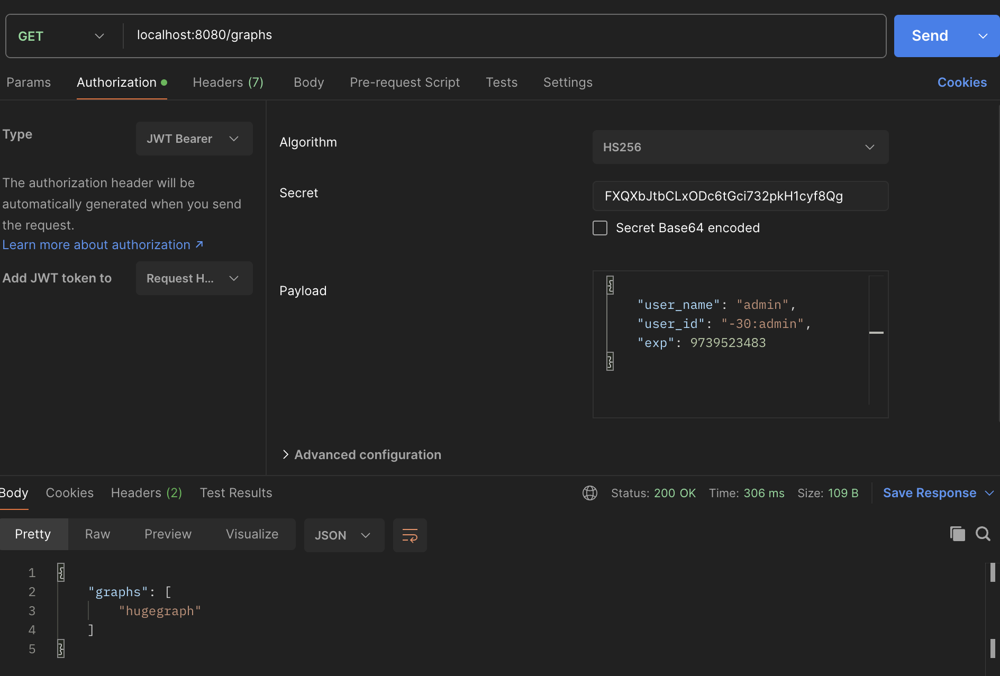 GET localhost:8080/graphs Send
Params Authorization Headers (7) Body Pre-request Script Tests Settings Cookies
Type JWT Bearer
The authorization header will be
automatically generated when you send
the request.
Learn more about authorization ↗
Add JWT token to Request H...
Algorithm HS256
Secret FXQXbJtbCLxODc6tGci732pkH1cyf8Qg
Secret Base64 encoded
Payload
{
"user_name": "admin",
"user_id": "-30:admin",
"exp": 9739523483
}
Advanced configuration
Body Cookies Headers (2) Test Results Status: 200 OK Time: 306 ms Size: 109 B Save Response
Pretty Raw Preview Visualize JSON
1 {
2 "graphs": [
3 "hugegraph"
4 ]
5 }